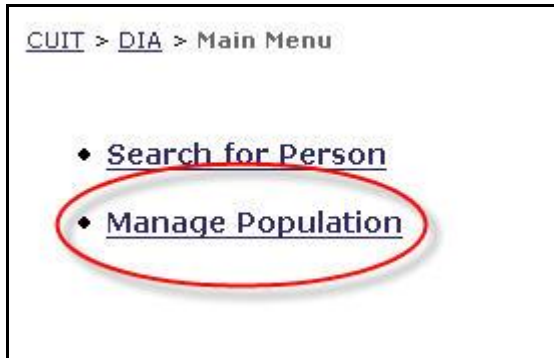 CUIT > DIA > Main Menu
• Search for Person
• Manage Population